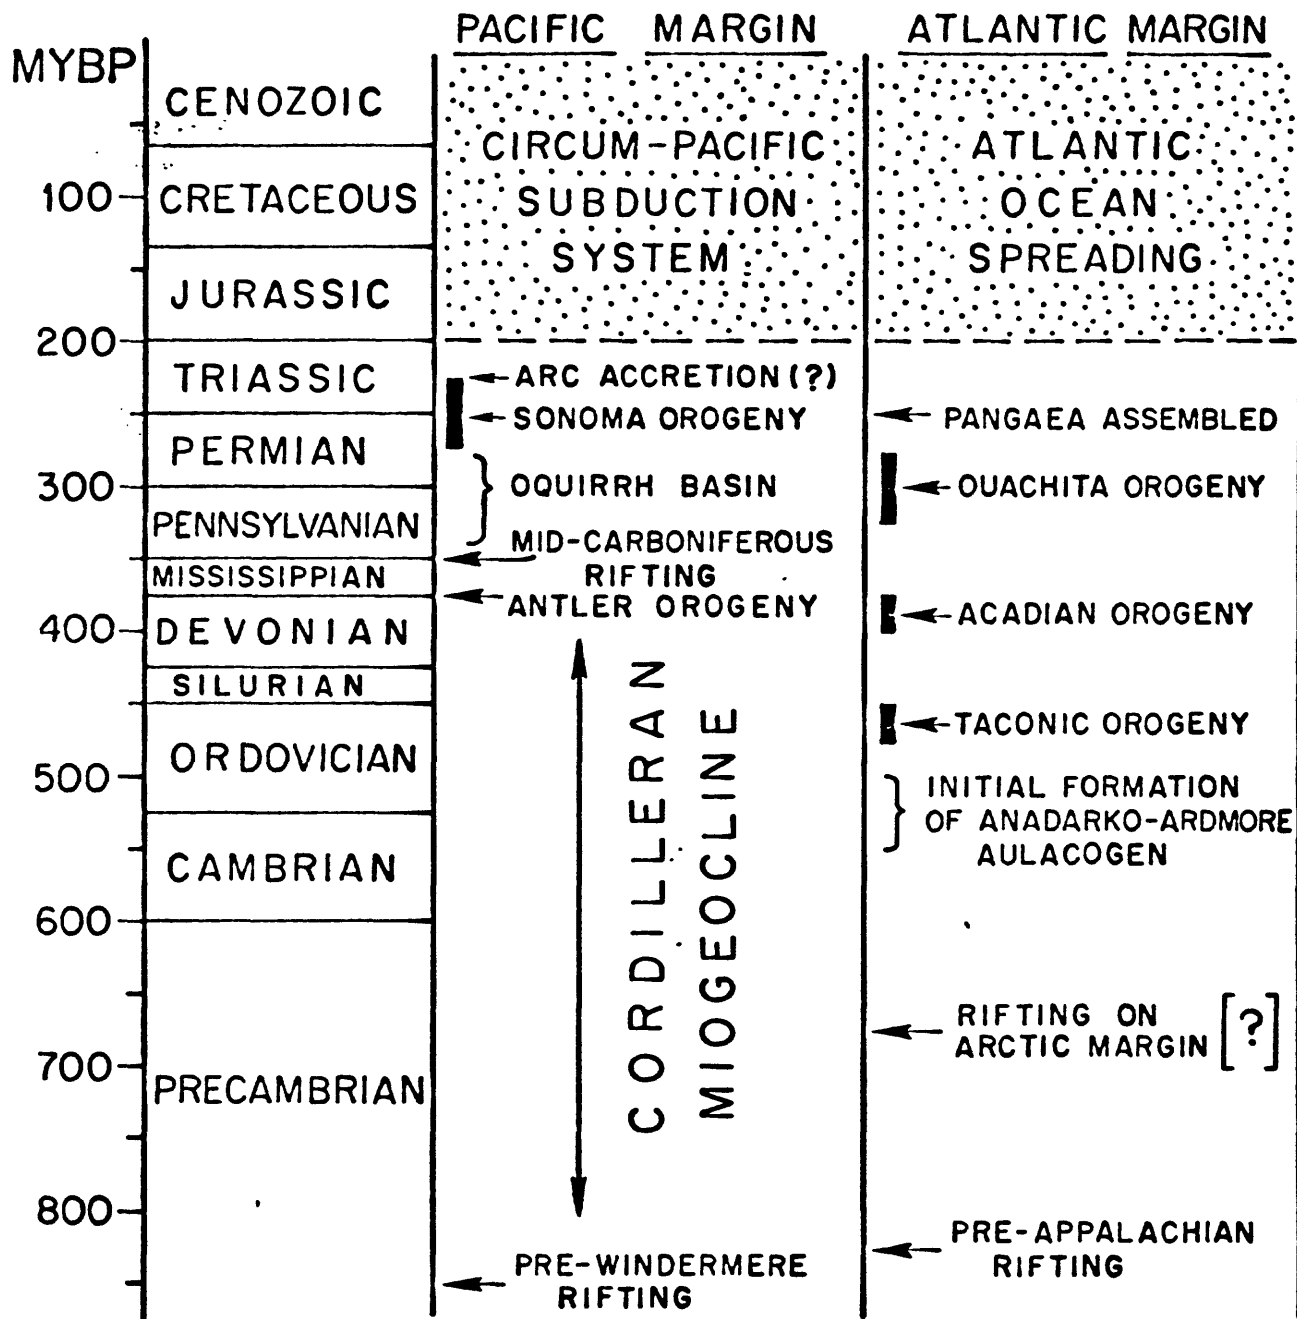 PACIFIC MARGIN
ATLANTIC MARGIN
MYBP
CENOZOIC
100
CRETACEOUS
JURASSIC
200
TRIASSIC
PERMIAN
300
PENNSYLVANIAN
MISSISSIPPIAN
400
DEVONIAN
SILURIAN
ORDOVICIAN
500
CAMBRIAN
600
700
PRECAMBRIAN
800
CIRCUM-PACIFIC
SUBDUCTION
SYSTEM
ARC ACCRETION (?)
SONOMA OROGENY
OQUIRRH BASIN
MID-CARBONIFEROUS
RIFTING
ANTLER OROGENY
CORDILLERAN
MIOGEOCLINE
PRE-WINDERMERE
RIFTING
ATLANTIC
OCEAN
SPREADING
PANGAEA ASSEMBLED
OUACHITA OROGENY
ACADIAN OROGENY
TACONIC OROGENY
INITIAL FORMATION
OF ANADARKO-ARDMORE
AULACOGEN
RIFTING ON
ARCTIC MARGIN [?]
PRE-APPALACHIAN
RIFTING